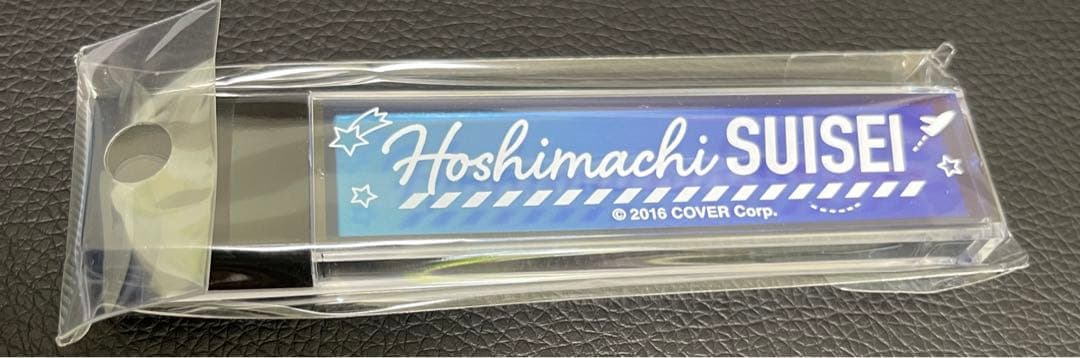 Hoshimachi SUISEI
© 2016 COVER Corp.